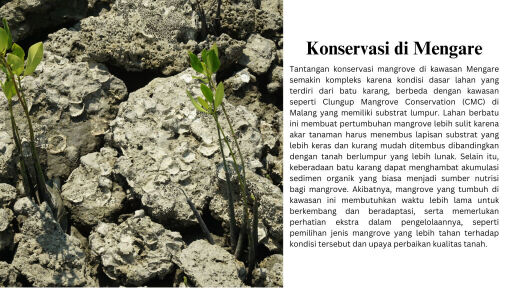 Konservasi di Mengare
Tantangan konservasi mangrove di kawasan Mengare
semakin kompleks karena kondisi dasar lahan yang
terdiri dari batu karang, berbeda dengan kawasan
seperti Clungup Mangrove Conservation (CMC) di
Malang yang memiliki substrat lumpur. Lahan berbatu
ini membuat pertumbuhan mangrove lebih sulit karena
akar tanaman harus menembus lapisan substrat yang
lebih keras dan kurang mudah ditembus dibandingkan
dengan tanah berlumpur yang lebih lunak. Selain itu,
keberadaan batu karang dapat menghambat akumulasi
sedimen organik yang biasa menjadi sumber nutrisi
bagi mangrove. Akibatnya, mangrove yang tumbuh di
kawasan ini membutuhkan waktu lebih lama untuk
berkembang dan beradaptasi, serta memerlukan
perhatian ekstra dalam pengelolaannya, seperti
pemilihan jenis mangrove yang lebih tahan terhadap
kondisi tersebut dan upaya perbaikan kualitas tanah.